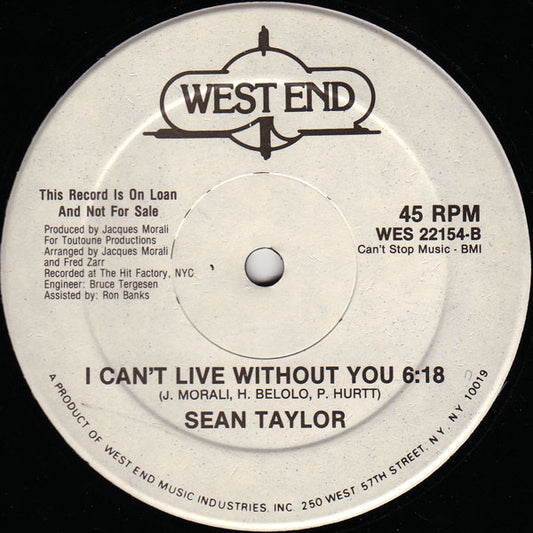 WEST END
This Record Is On Loan
And Not For Sale
Produced by Jacques Morali
For Toutoune Productions
Arranged by Jacques Morali
and Fred Zarr
Recorded at The Hit Factory, NYC
Engineer: Bruce Tergesen
Assisted by: Ron Banks
45 RPM
WES 22154-B
Can't Stop Music - BMI
I CAN'T LIVE WITHOUT YOU 6:18
(J. MORALI, H. BELOLO, P. HURTT)
SEAN TAYLOR
A PRODUCT OF WEST END MUSIC INDUSTRIES, INC. 250 WEST 57TH STREET, N.Y. N.Y. 10019